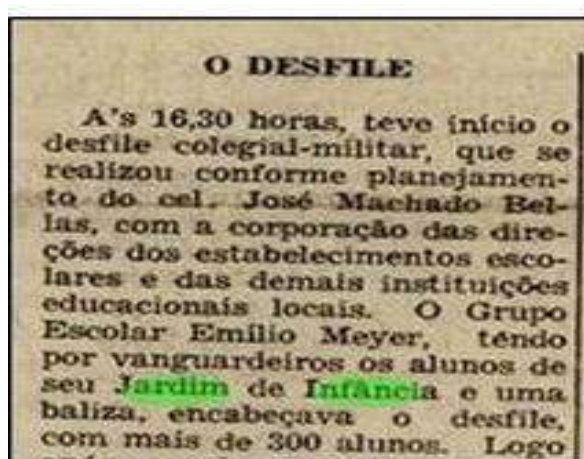 O DESFILE
A's 16,30 horas, teve início o
desfile colegial-militar, que se
realizou conforme planejamen-
to do cel. José Machado Bel-
las, com a corporação das dire-
ções dos estabelecimentos esco-
lares e das demais instituições
educacionais locais. O Grupo
Escolar Emílio Meyer, tendo
por vanguardeiros os alunos de
seu Jardim de Infância e uma
baliza, encabeçava o desfile,
com mais de 300 alunos. Logo